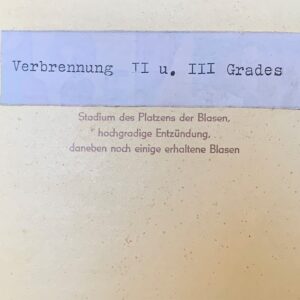 Verbrennung II u. III Grades
Stadium des Platzens der Blasen,
hochgradige Entzündung,
daneben noch einige erhaltene Blasen